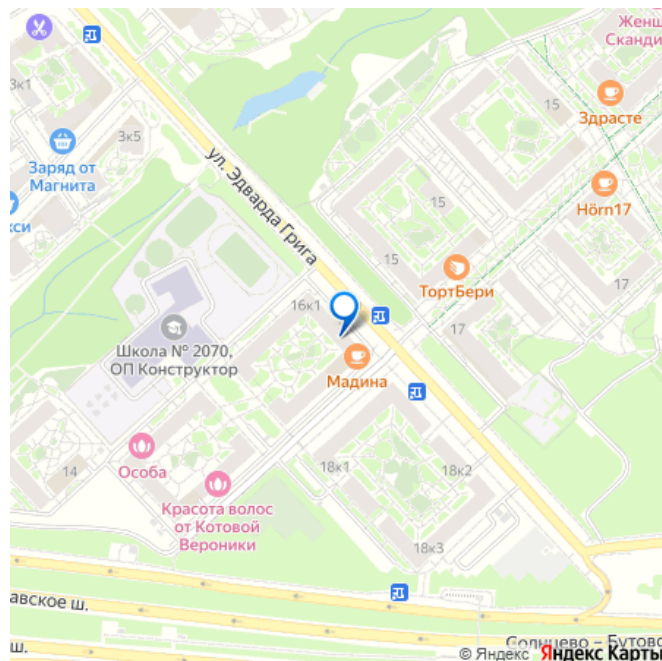 Женщ
Сканди
3к1
3к5
Заряд от
Магнита
кси
15
Здрасте
ул. Эдварда Грига
15
Hörn17
15
ТортБери
17
16к1
17
Школа № 2070,
ОП Конструктор
Мадина
Особа
14
Красота волос
от Котовой
Вероники
18к1
18к2
18к3
авское ш.
ш.
Солнцево – Бутово
© Яндекс Яндекс Карты